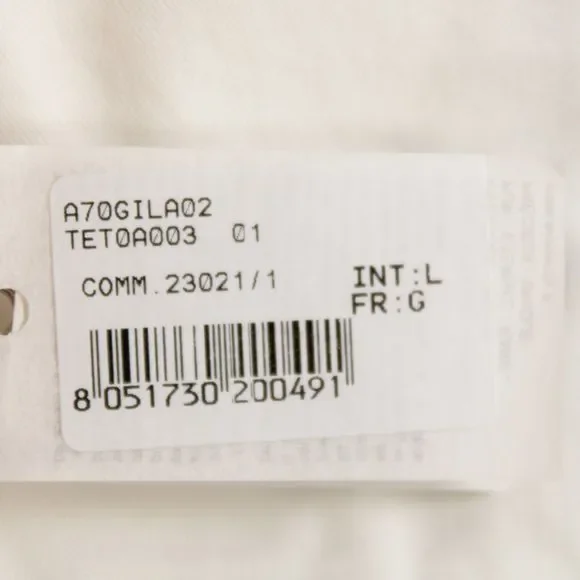 A70GILA02
TET0A003 01
COMM.23021/1
INT:L
FR:G
8 051730 200491